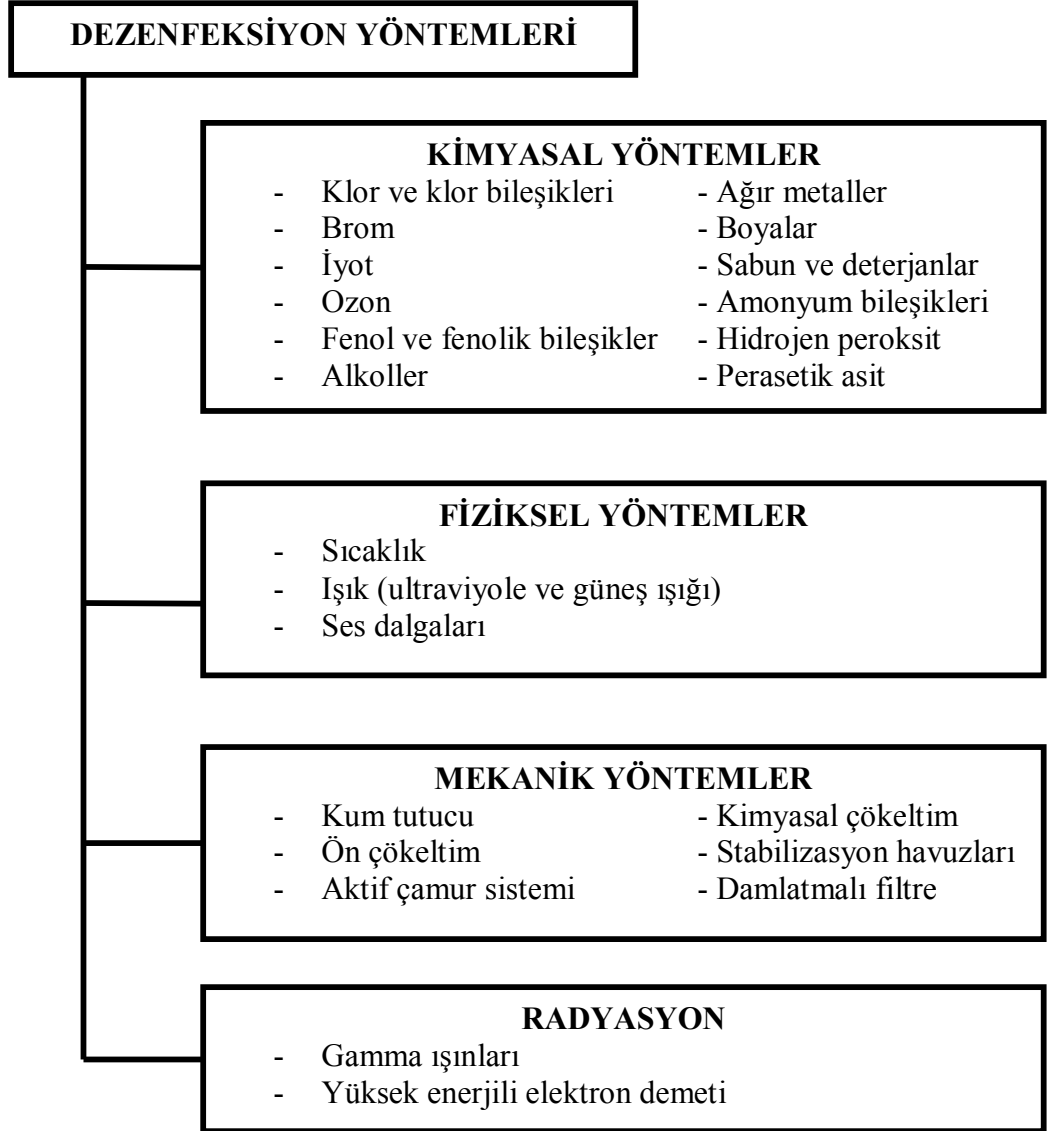 DEZENFEKSİYON YÖNTEMLERİ
KİMYASAL YÖNTEMLER
- Klor ve klor bileşikleri - Ağır metaller
- Brom - Boyalar
- İyot - Sabun ve deterjanlar
- Ozon - Amonyum bileşikleri
- Fenol ve fenolik bileşikler - Hidrojen peroksit
- Alkoller - Perasetik asit
FİZİKSEL YÖNTEMLER
- Sıcaklık
- Işık (ultraviyole ve güneş ışığı)
- Ses dalgaları
MEKANİK YÖNTEMLER
- Kum tutucu - Kimyasal çökeltim
- Ön çökeltim - Stabilizasyon havuzları
- Aktif çamur sistemi - Damlatmalı filtre
RADYASYON
- Gamma ışınları
- Yüksek enerjili elektron demeti